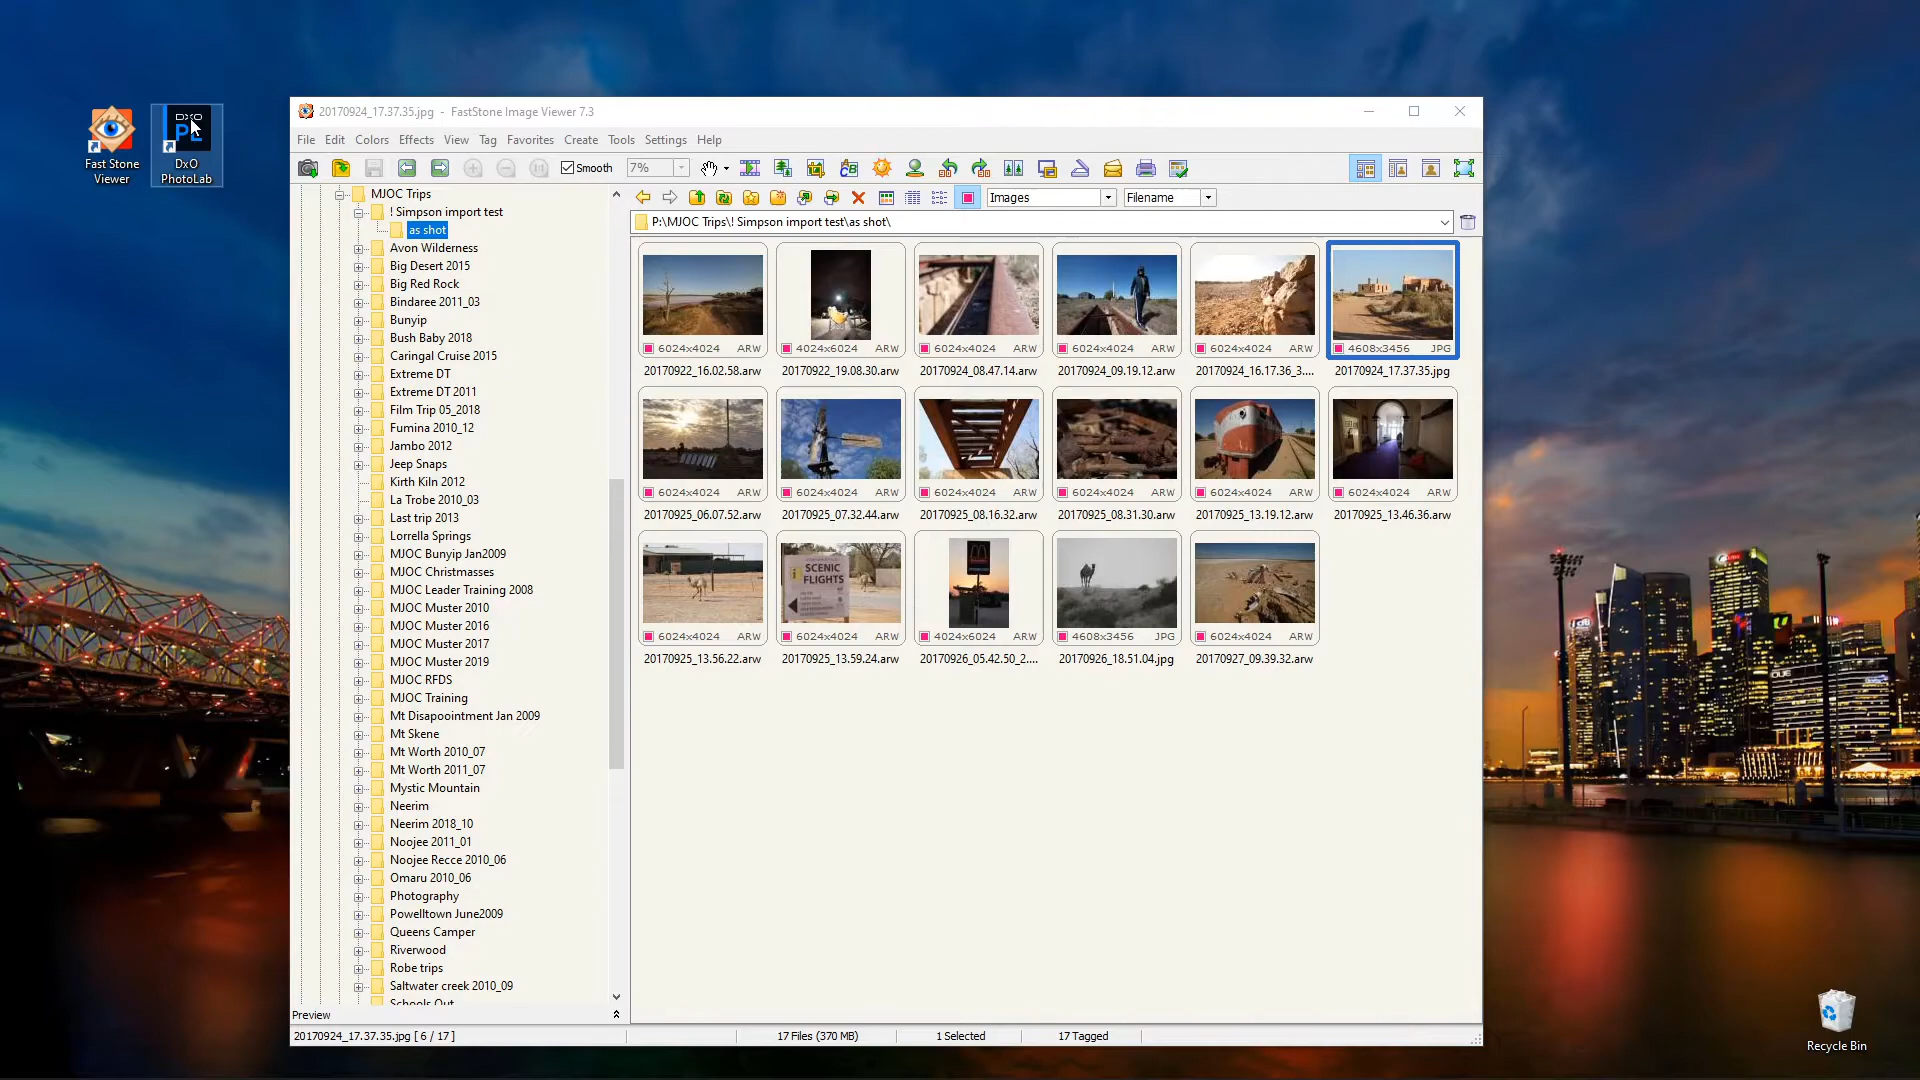 Fast Stone
Viewer
DxO
PL
DxO
PhotoLab
20170924_17.37.35.jpg - FastStone Image Viewer 7.3
File Edit Colors Effects View Tag Favorites Create Tools Settings Help
Smooth 7%
Images Filename
P:\MJOC Trips\! Simpson import test\as shot\
MJOC Trips
! Simpson import test
as shot
Avon Wilderness
Big Desert 2015
Big Red Rock
Bindaree 2011_03
Bunyip
Bush Baby 2018
Caringal Cruise 2015
Extreme DT
Extreme DT 2011
Film Trip 05_2018
Fumina 2010_12
Jambo 2012
Jeep Snaps
Kirth Kiln 2012
La Trobe 2010_03
Last trip 2013
Lorrella Springs
MJOC Bunyip Jan2009
MJOC Christmasses
MJOC Leader Training 2008
MJOC Muster 2010
MJOC Muster 2016
MJOC Muster 2017
MJOC Muster 2019
MJOC RFDS
MJOC Training
Mt Disapoointment Jan 2009
Mt Skene
Mt Worth 2010_07
Mt Worth 2011_07
Mystic Mountain
Neerim
Neerim 2018_10
Noojee 2011_01
Noojee Recce 2010_06
Omaru 2010_06
Photography
Powelltown June2009
Queens Camper
Riverwood
Robe trips
Saltwater creek 2010_09
Schools Out
Preview
6024x4024 ARW 4024x6024 ARW 6024x4024 ARW 6024x4024 ARW 6024x4024 ARW 4608x3456 JPG
20170922_16.02.58.arw 20170922_19.08.30.arw 20170924_08.47.14.arw 20170924_09.19.12.arw 20170924_16.17.36_3.... 20170924_17.37.35.jpg
6024x4024 ARW 6024x4024 ARW 6024x4024 ARW 6024x4024 ARW 6024x4024 ARW 6024x4024 ARW
20170925_06.07.52.arw 20170925_07.32.44.arw 20170925_08.16.32.arw 20170925_08.31.30.arw 20170925_13.19.12.arw 20170925_13.46.36.arw
SCENIC
FLIGHTS
6024x4024 ARW 6024x4024 ARW 4024x6024 ARW 4608x3456 JPG 6024x4024 ARW
20170925_13.56.22.arw 20170925_13.59.24.arw 20170926_05.42.50_2.... 20170926_18.51.04.jpg 20170927_09.39.32.arw
20170924_17.37.35.jpg [ 6 / 17 ] 17 Files (370 MB) 1 Selected 17 Tagged
Recycle Bin